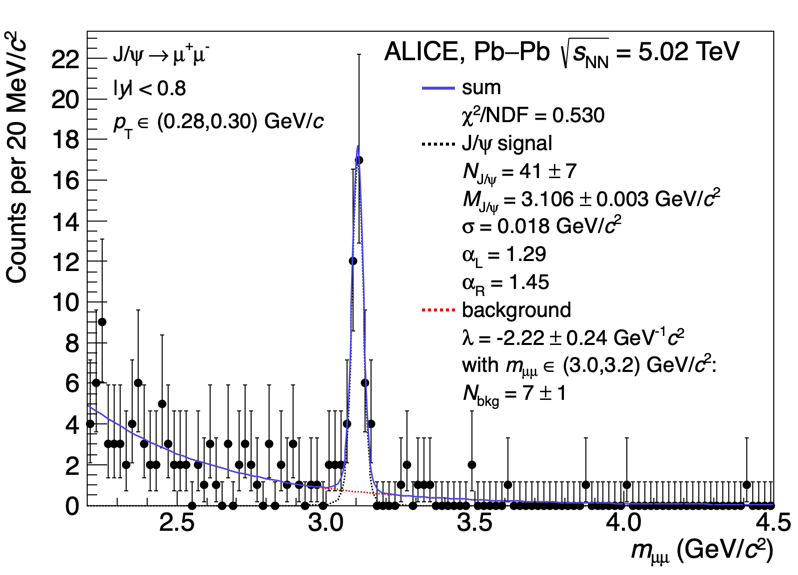 Counts per 20 MeV/c²
22
20
18
16
14
12
10
8
6
4
2
0
J/ψ → μ⁺μ⁻
|y| < 0.8
p_T ∈ (0.28,0.30) GeV/c
ALICE, Pb–Pb √s_NN = 5.02 TeV
sum
χ²/NDF = 0.530
J/ψ signal
N_J/ψ = 41 ± 7
M_J/ψ = 3.106 ± 0.003 GeV/c²
σ = 0.018 GeV/c²
α_L = 1.29
α_R = 1.45
background
λ = -2.22 ± 0.24 GeV⁻¹c²
with m_μμ ∈ (3.0,3.2) GeV/c²:
N_bkg = 7 ± 1
2.5 3.0 3.5 4.0 4.5
m_μμ (GeV/c²)